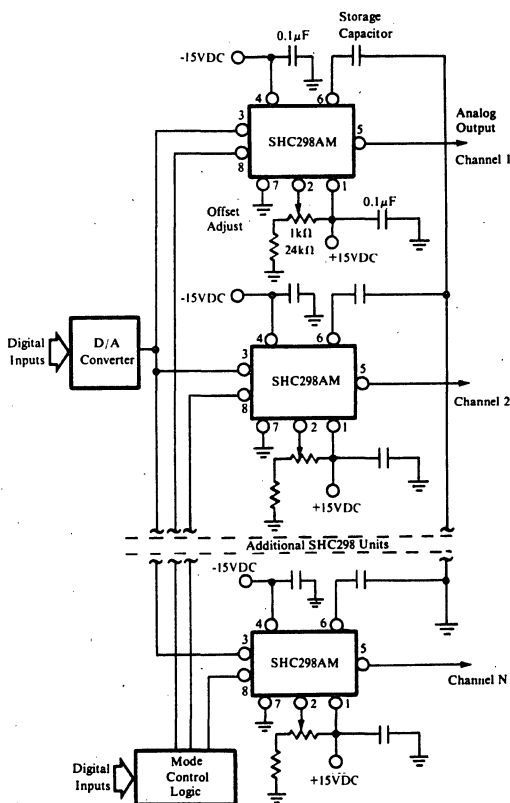 Storage
Capacitor
0.1μF
-15VDC
4
6
3
8
SHC298AM
5
Analog
Output
Channel 1
7
2
1
Offset
Adjust
1kΩ
24kΩ
0.1μF
+15VDC
-15VDC
4
6
Digital
Inputs
D/A
Converter
3
8
SHC298AM
5
Channel 2
7
2
1
+15VDC
Additional SHC298 Units
-15VDC
4
6
3
8
SHC298AM
5
Channel N
7
2
1
+15VDC
Digital
Inputs
Mode
Control
Logic